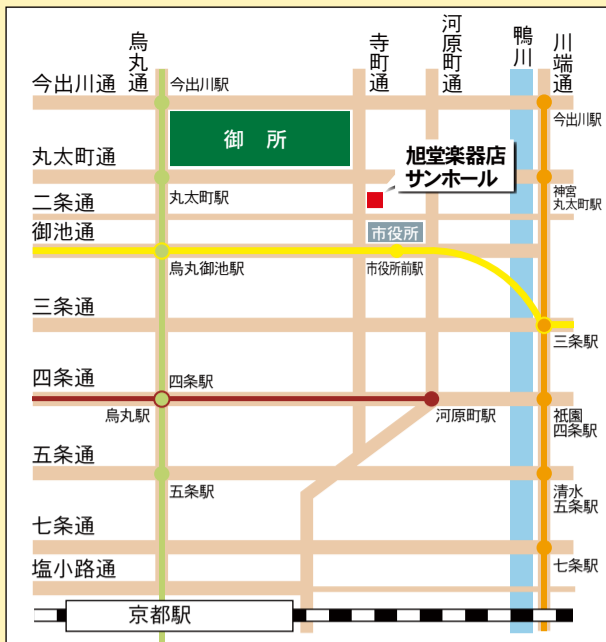 烏丸通
寺町通
河原町通
鴨川
川端通
今出川通
今出川駅
今出川駅
御 所
丸太町通
丸太町駅
旭堂楽器店
サンホール
神宮
丸太町駅
二条通
市役所
御池通
烏丸御池駅
市役所前駅
三条通
三条駅
四条通
四条駅
烏丸駅
河原町駅
祇園
四条駅
五条通
五条駅
清水
五条駅
七条通
七条駅
塩小路通
京都駅